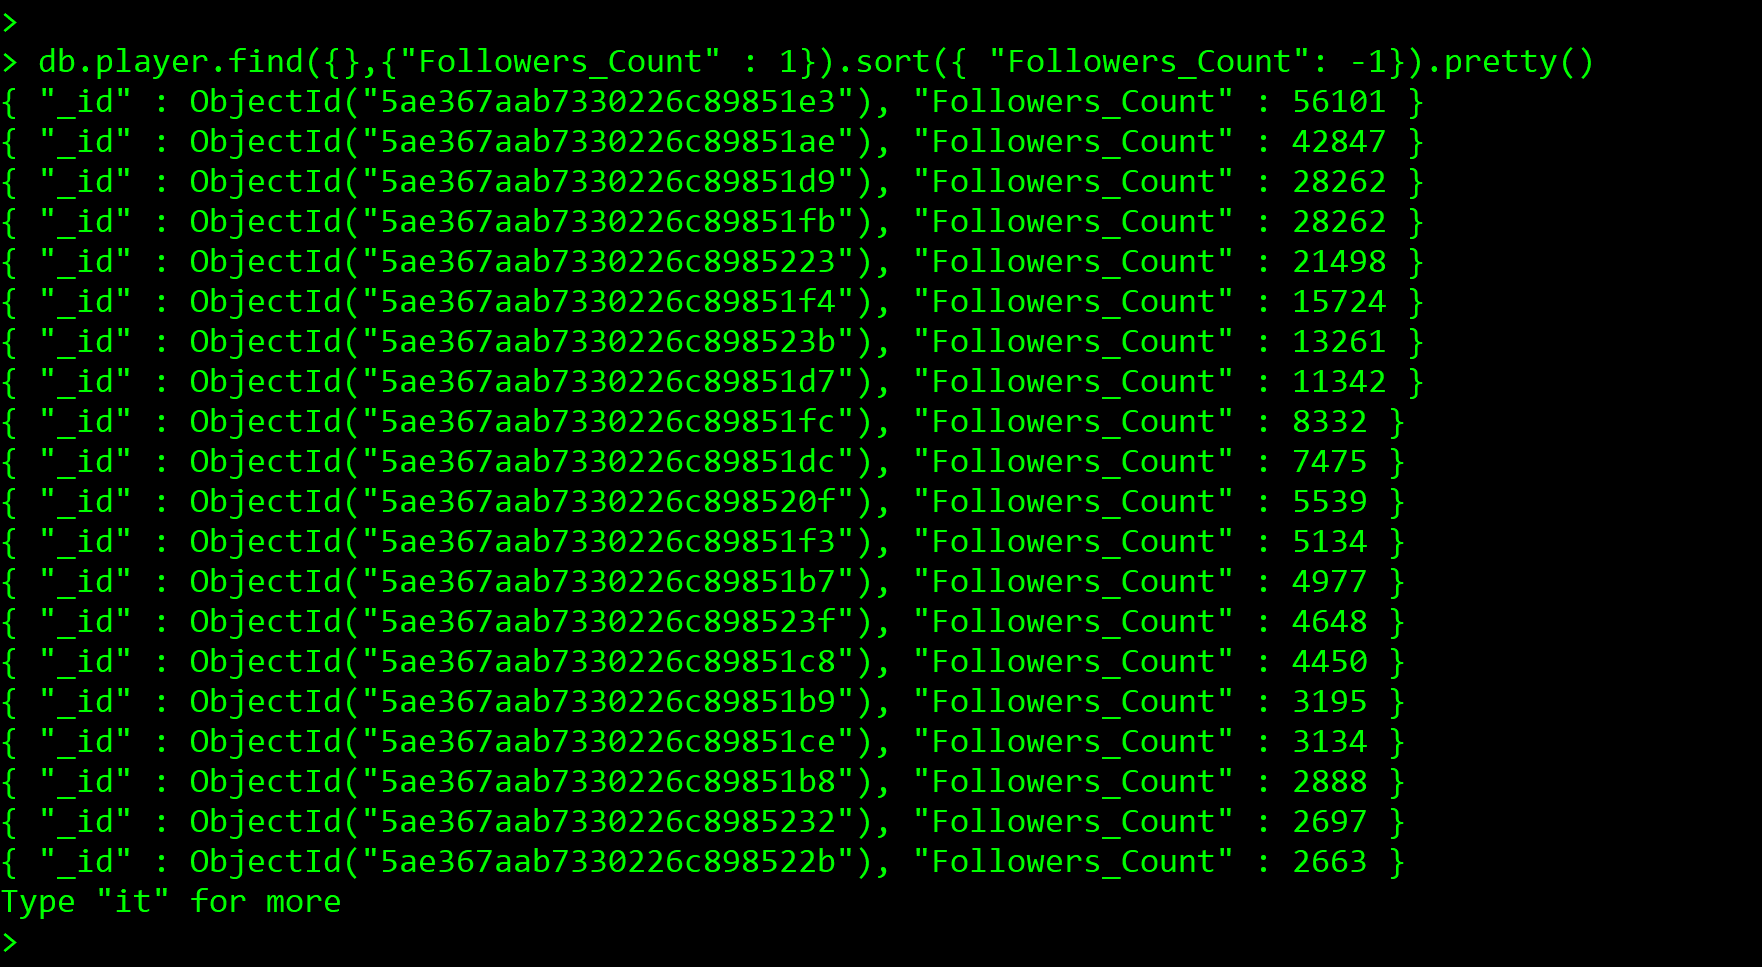 >
> db.player.find({},{"Followers_Count" : 1}).sort({ "Followers_Count": -1}).pretty()
{ "_id" : ObjectId("5ae367aab7330226c89851e3"), "Followers_Count" : 56101 }
{ "_id" : ObjectId("5ae367aab7330226c89851ae"), "Followers_Count" : 42847 }
{ "_id" : ObjectId("5ae367aab7330226c89851d9"), "Followers_Count" : 28262 }
{ "_id" : ObjectId("5ae367aab7330226c89851fb"), "Followers_Count" : 28262 }
{ "_id" : ObjectId("5ae367aab7330226c8985223"), "Followers_Count" : 21498 }
{ "_id" : ObjectId("5ae367aab7330226c89851f4"), "Followers_Count" : 15724 }
{ "_id" : ObjectId("5ae367aab7330226c898523b"), "Followers_Count" : 13261 }
{ "_id" : ObjectId("5ae367aab7330226c89851d7"), "Followers_Count" : 11342 }
{ "_id" : ObjectId("5ae367aab7330226c89851fc"), "Followers_Count" : 8332 }
{ "_id" : ObjectId("5ae367aab7330226c89851dc"), "Followers_Count" : 7475 }
{ "_id" : ObjectId("5ae367aab7330226c898520f"), "Followers_Count" : 5539 }
{ "_id" : ObjectId("5ae367aab7330226c89851f3"), "Followers_Count" : 5134 }
{ "_id" : ObjectId("5ae367aab7330226c89851b7"), "Followers_Count" : 4977 }
{ "_id" : ObjectId("5ae367aab7330226c898523f"), "Followers_Count" : 4648 }
{ "_id" : ObjectId("5ae367aab7330226c89851c8"), "Followers_Count" : 4450 }
{ "_id" : ObjectId("5ae367aab7330226c89851b9"), "Followers_Count" : 3195 }
{ "_id" : ObjectId("5ae367aab7330226c89851ce"), "Followers_Count" : 3134 }
{ "_id" : ObjectId("5ae367aab7330226c89851b8"), "Followers_Count" : 2888 }
{ "_id" : ObjectId("5ae367aab7330226c8985232"), "Followers_Count" : 2697 }
{ "_id" : ObjectId("5ae367aab7330226c898522b"), "Followers_Count" : 2663 }
Type "it" for more
>